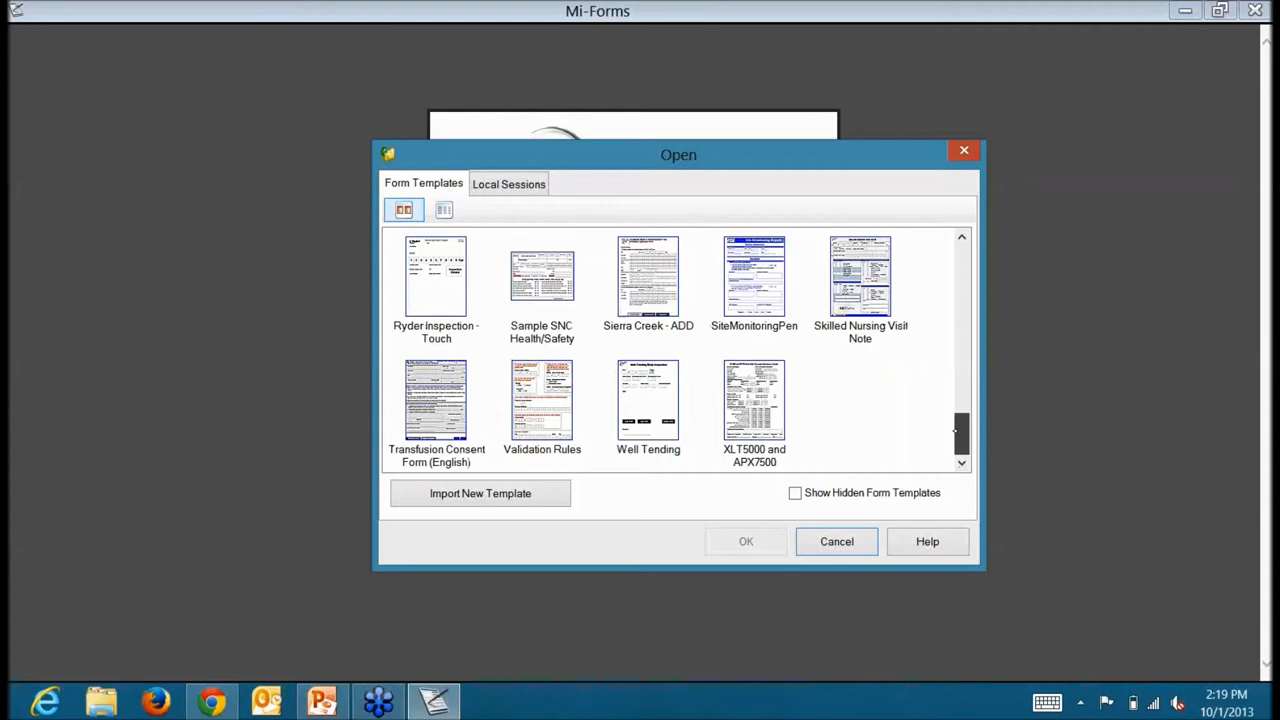 Mi-Forms
Open
Form Templates
Local Sessions
Ryder Inspection -
Touch
Sample SNC
Health/Safety
Sierra Creek - ADD
SiteMonitoringPen
Skilled Nursing Visit
Note
Transfusion Consent
Form (English)
Validation Rules
Well Tending
XLT5000 and
APX7500
Import New Template
Show Hidden Form Templates
OK
Cancel
Help
2:19 PM
10/1/2013